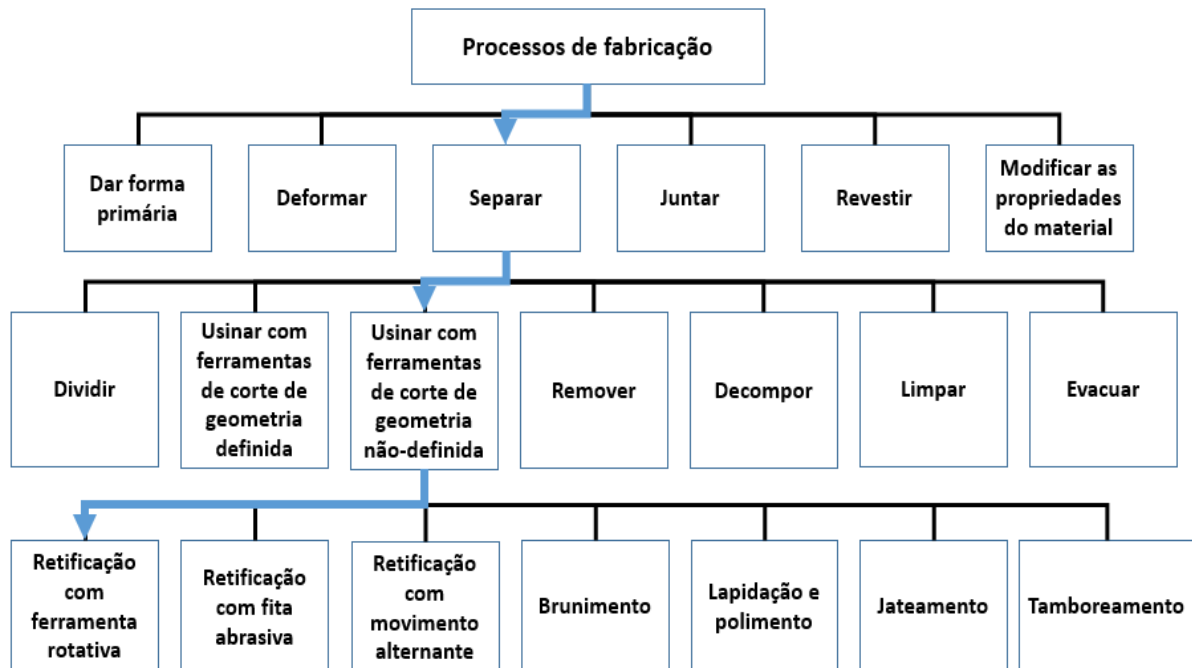 Processos de fabricação
Dar forma
primária
Deformar
Separar
Juntar
Revestir
Modificar as
propriedades
do material
Dividir
Usinar com
ferramentas
de corte de
geometria
definida
Usinar com
ferramentas
de corte de
geometria
não-definida
Remover
Decompor
Limpar
Evacuar
Retificação
com
ferramenta
rotativa
Retificação
com fita
abrasiva
Retificação
com
movimento
alternante
Brunimento
Lapidação e
polimento
Jateamento
Tamboreamento